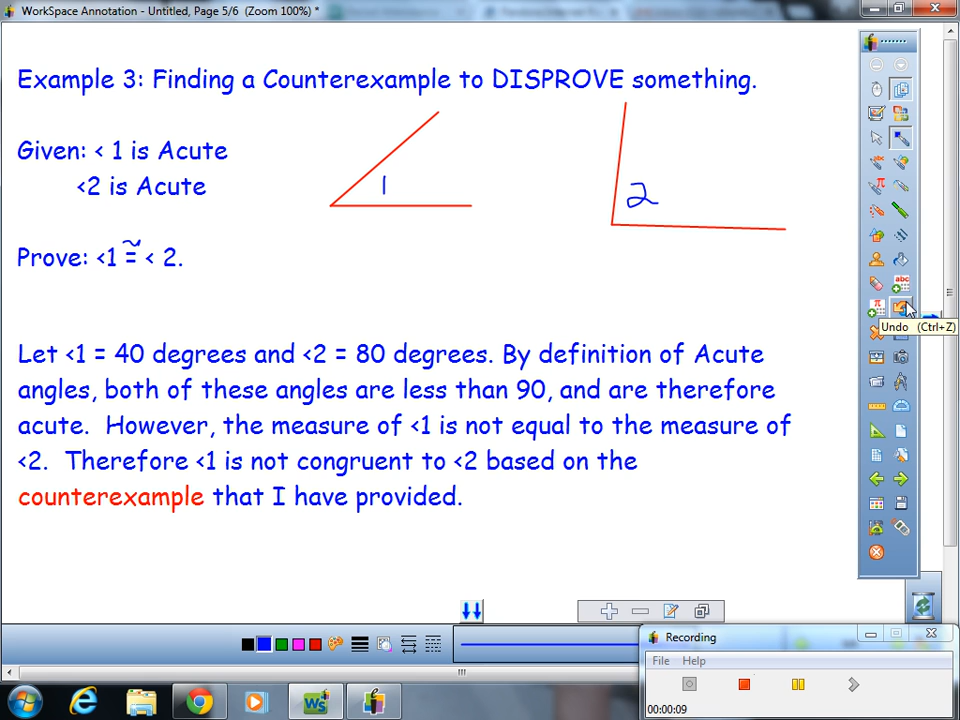 WorkSpace Annotation - Untitled, Page 5/6 (Zoom 100%) *
Example 3: Finding a Counterexample to DISPROVE something.
Given: < 1 is Acute
<2 is Acute
1
2
Prove: <1 ≅ < 2.
Undo (Ctrl+Z)
Let <1 = 40 degrees and <2 = 80 degrees. By definition of Acute
angles, both of these angles are less than 90, and are therefore
acute. However, the measure of <1 is not equal to the measure of
<2. Therefore <1 is not congruent to <2 based on the
counterexample that I have provided.
Recording
File Help
00:00:09